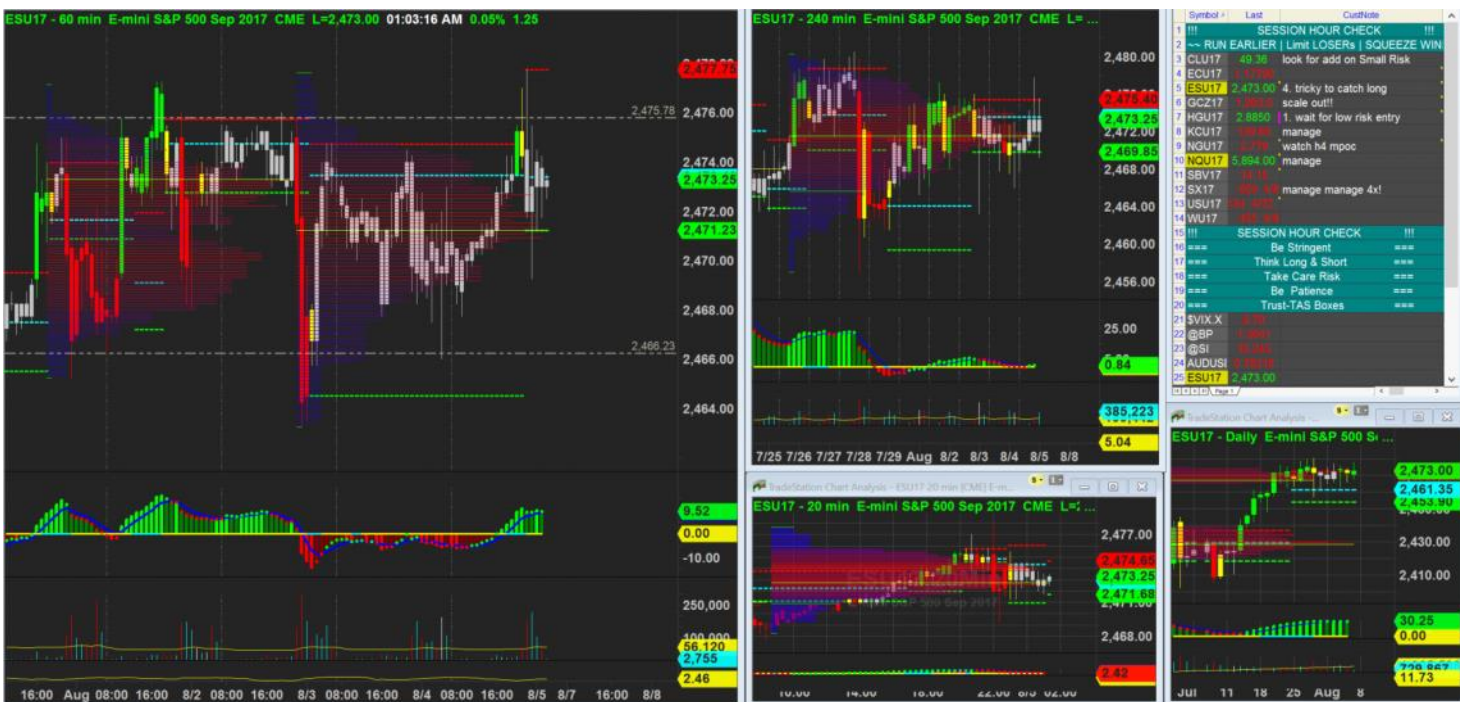 ESU17 - 60 min E-mini S&P 500 Sep 2017 CME L=2,473.00 01:03:16 AM 0.05% 1.25
2,477.75
2,475.78
2,476.00
2,474.00
2,473.25
2,472.00
2,471.23
2,470.00
2,468.00
2,466.23
2,466.00
2,464.00
9.52
0.00
-10.00
250,000
100,000
56,120
2,755
2.46
16:00 Aug 08:00 16:00 8/2 08:00 16:00 8/3 08:00 16:00 8/4 08:00 16:00 8/5 8/7 16:00 8/8
ESU17 - 240 min E-mini S&P 500 Sep 2017 CME L= ...
2,480.00
2,475.40
2,473.25
2,472.00
2,469.85
2,468.00
2,464.00
2,460.00
2,456.00
25.00
0.84
385,223
5.04
7/25 7/26 7/27 7/28 7/29 Aug 8/2 8/3 8/4 8/5 8/8
TradeStation Chart Analysis - ESU17 20 min [CME] E-m...
ESU17 - 20 min E-mini S&P 500 Sep 2017 CME L=2 ...
2,477.00
2,474.65
2,473.25
2,471.68
2,471.00
2,468.00
2.42
10:00 14:00 18:00 22:00 8/5 02:00
Symbol Last CustNote
1 !!! SESSION HOUR CHECK !!!
2 ~~ RUN EARLIER | Limit LOSERs | SQUEEZE WIN
3 CLU17 49.36 look for add on Small Risk
4 ECU17
5 ESU17 2,473.00 4. tricky to catch long
6 GCZ17 scale out!!
7 HGU17 2.8850 1. wait for low risk entry
8 KCU17 manage
9 NGU17 watch h4 mpoc
10 NQU17 5,894.00 manage
11 SBV17
12 SX17 manage manage 4x!
13 USU17
14 WU17
15 !!! SESSION HOUR CHECK !!!
16 === Be Stringent ===
17 === Think Long & Short ===
18 === Take Care Risk ===
19 === Be Patience ===
20 === Trust-TAS Boxes ===
21 $VIX.X
22 @BP
23 @SI
24 AUDUSI
25 ESU17 2,473.00
Page 1
TradeStation Chart Analysis -...
ESU17 - Daily E-mini S&P 500 S ...
2,473.00
2,461.35
2,453.90
2,430.00
2,410.00
30.25
0.00
729,867
11.73
Jul 11 18 25 Aug 8